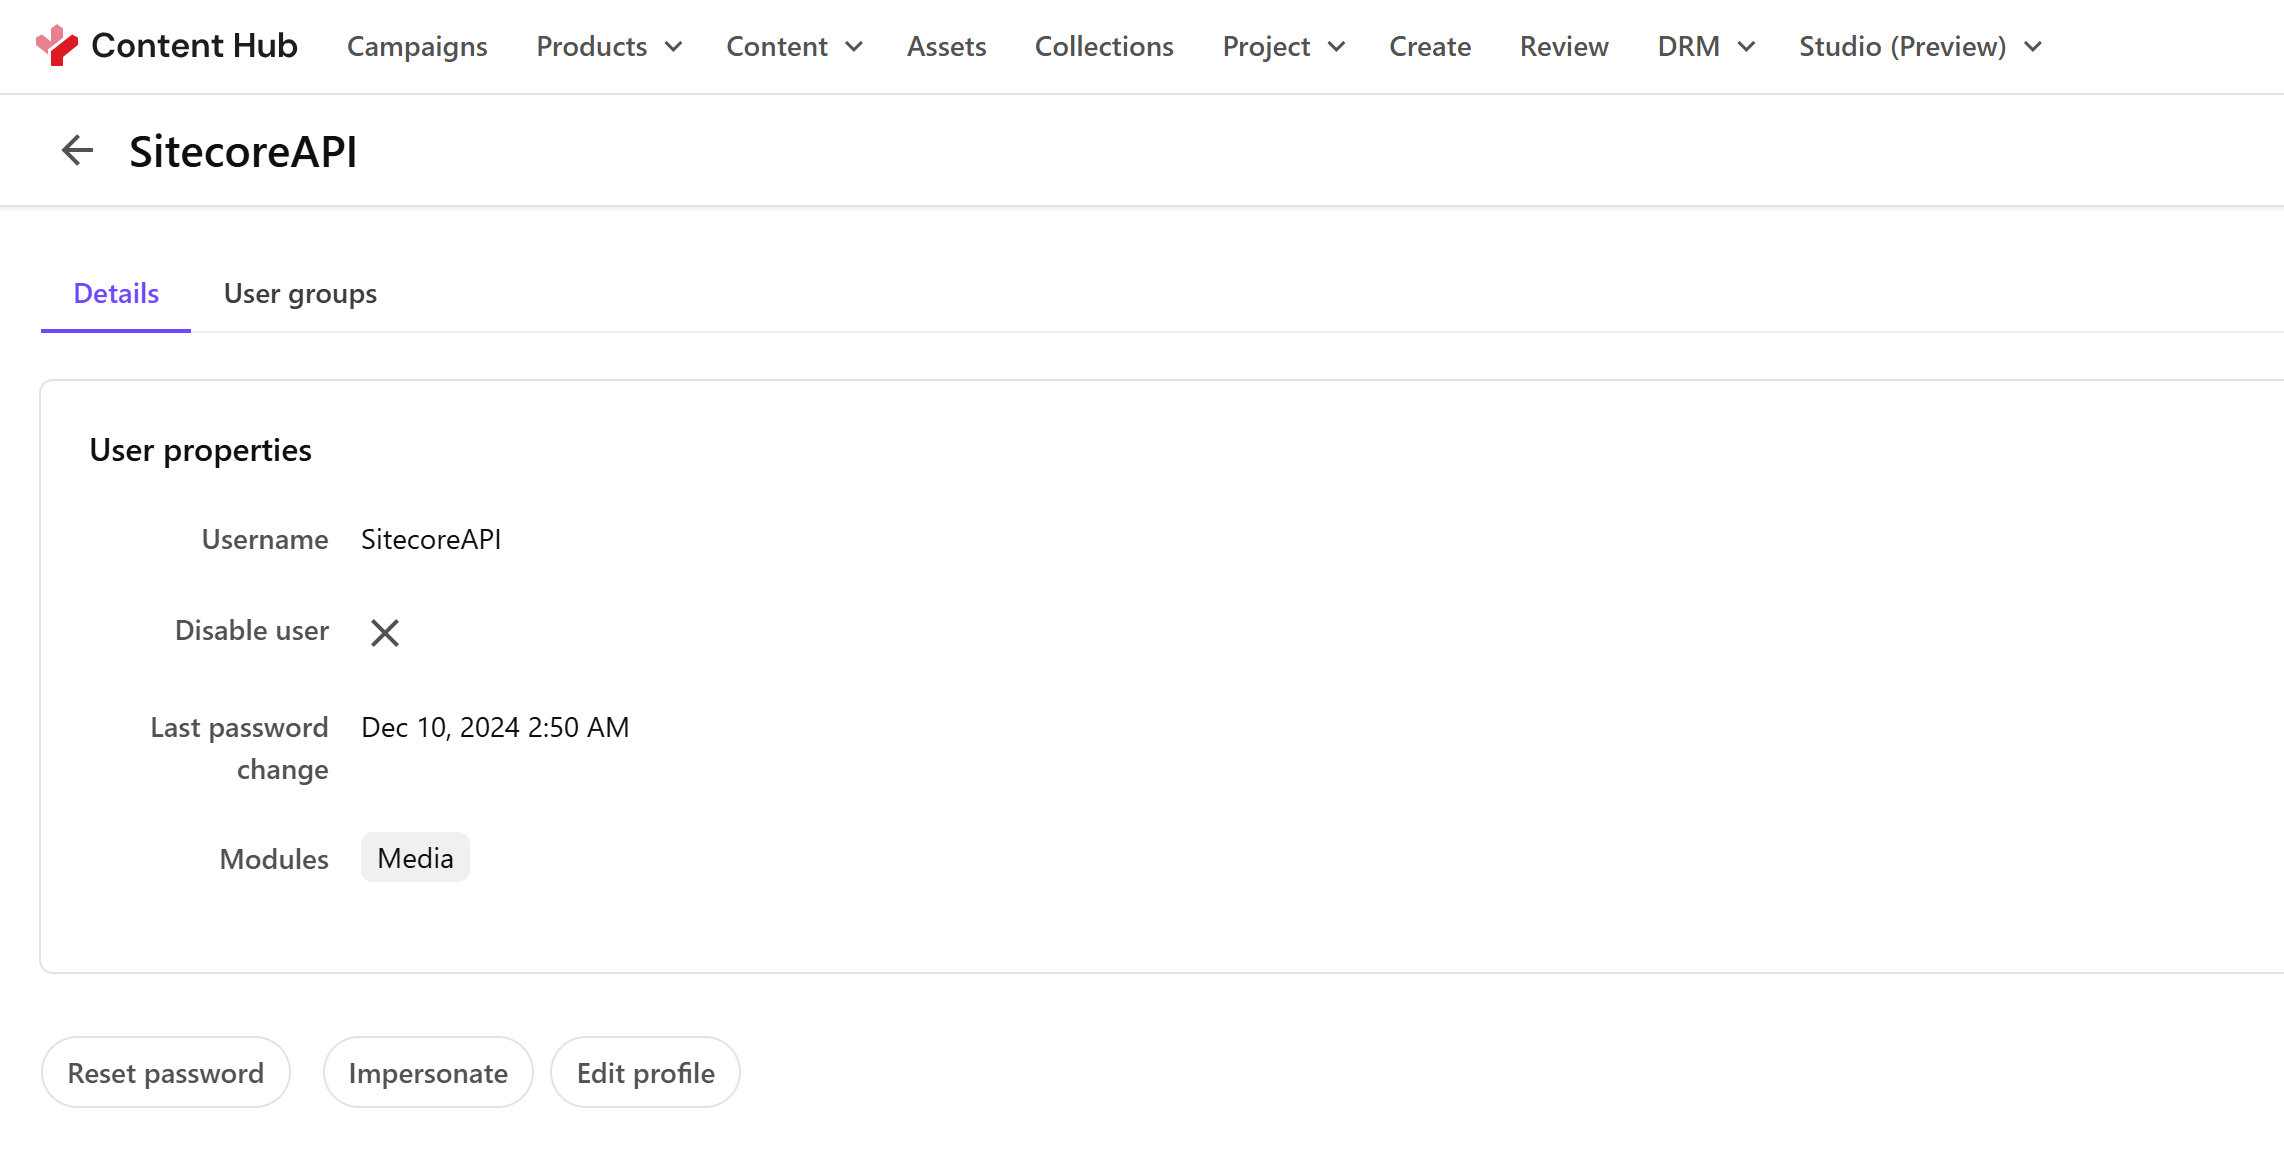 Content Hub Campaigns Products Content Assets Collections Project Create Review DRM Studio (Preview)
SitecoreAPI
Details User groups
User properties
Username SitecoreAPI
Disable user
Last password change Dec 10, 2024 2:50 AM
Modules Media
Reset password Impersonate Edit profile